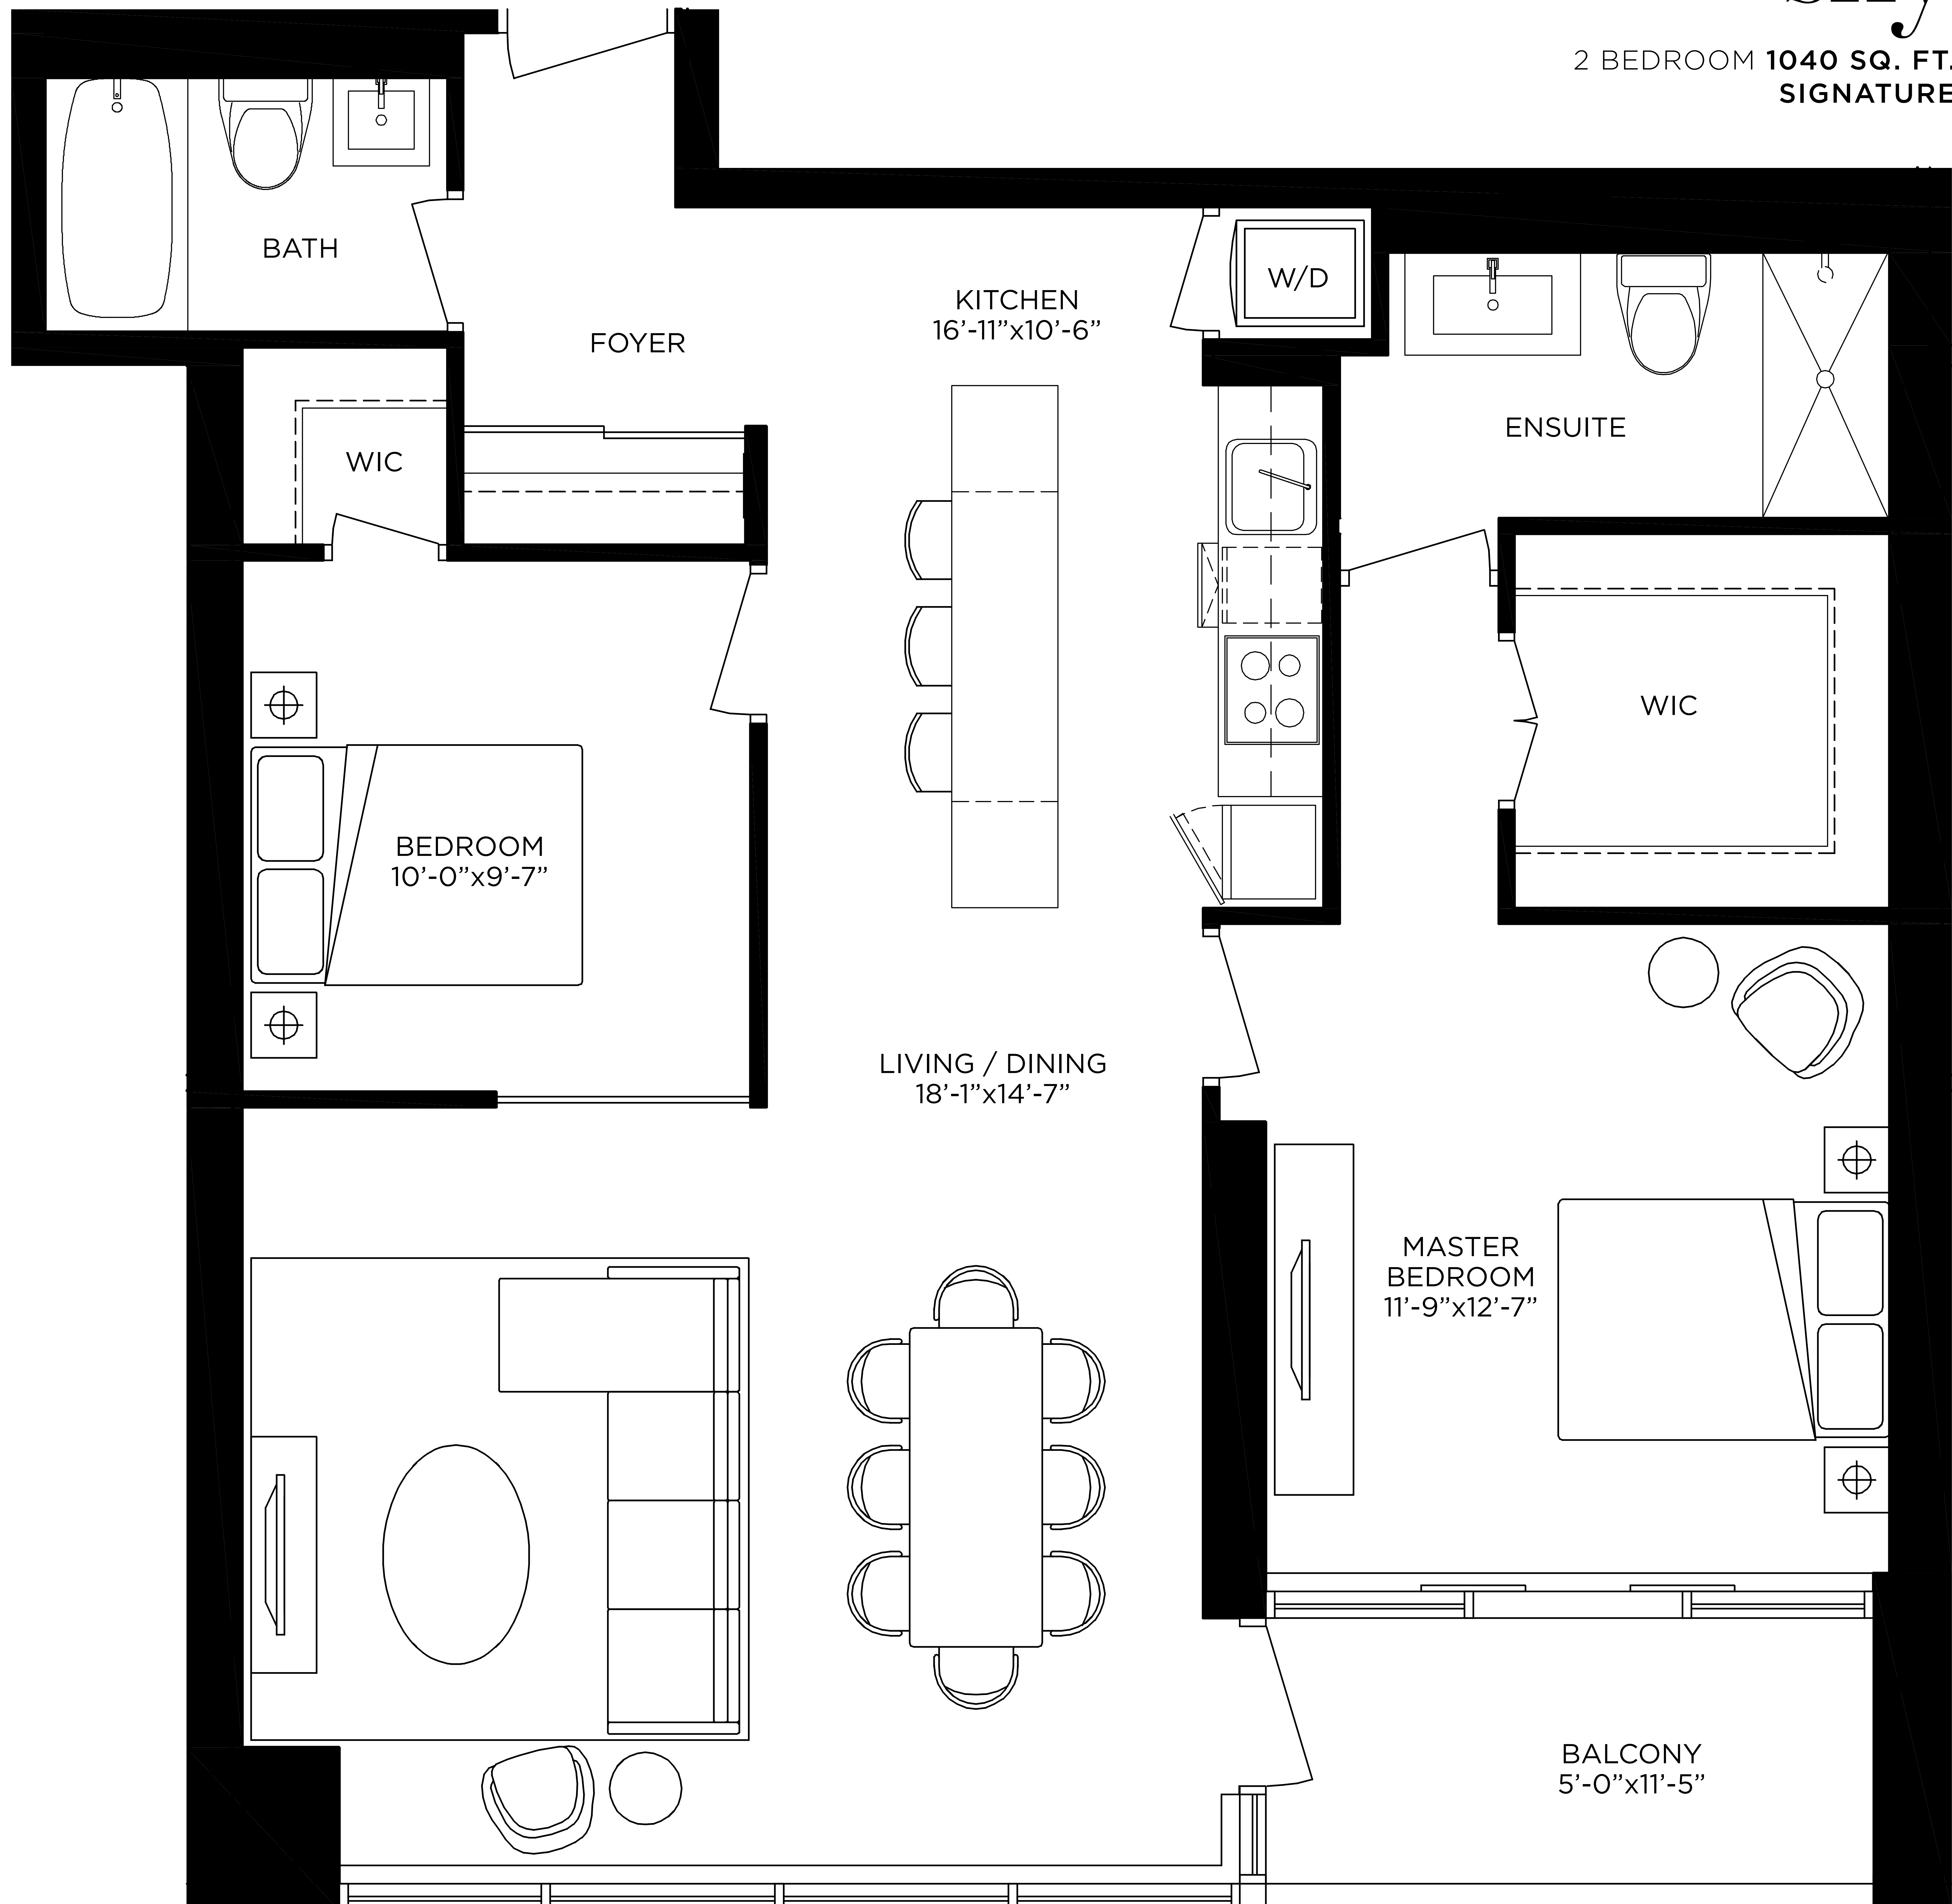 2 BEDROOM 1040 SQ. FT.
SIGNATURE
BATH
W/D
KITCHEN
16’-11”x10’-6”
FOYER
ENSUITE
WIC
WIC
BEDROOM
10’-0”x9’-7”
LIVING / DINING
18’-1”x14’-7”
MASTER
BEDROOM
11’-9”x12’-7”
BALCONY
5’-0”x11’-5”